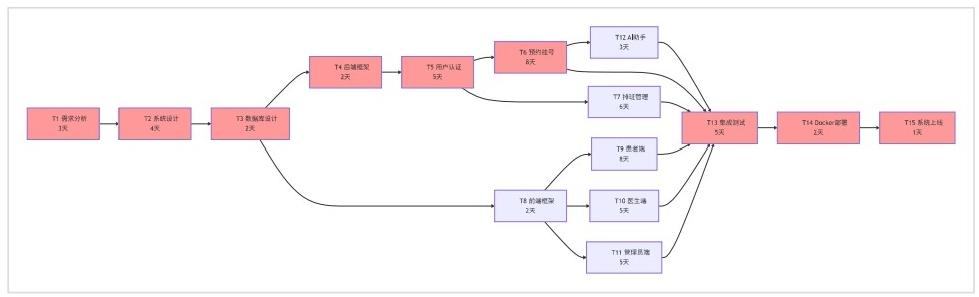 T1 需求分析
3天
T2 系统设计
4天
T3 数据库设计
2天
T4 后端框架
2天
T5 用户认证
5天
T6 预约挂号
8天
T12 AI助手
3天
T7 排班管理
6天
T8 前端框架
2天
T9 患者端
8天
T10 医生端
5天
T11 管理员端
5天
T13 集成测试
5天
T14 Docker部署
2天
T15 系统上线
1天